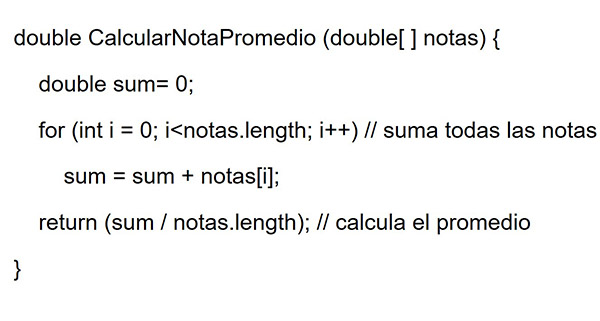 double CalcularNotaPromedio (double[ ] notas) {
double sum= 0;
for (int i = 0; i<notas.length; i++) // suma todas las notas
sum = sum + notas[i];
return (sum / notas.length); // calcula el promedio
}